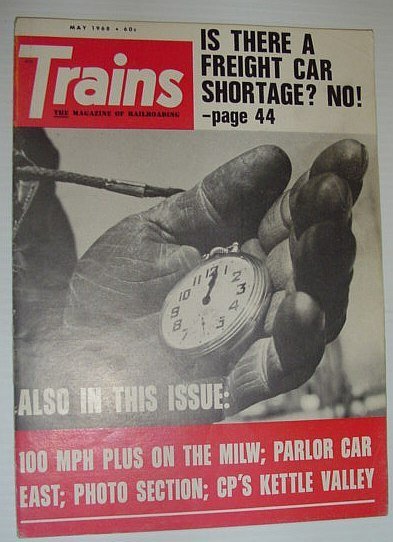 MAY 1968 • 60c
Trains
THE MAGAZINE OF RAILROADING
IS THERE A
FREIGHT CAR
SHORTAGE? NO!
–page 44
ALSO IN THIS ISSUE:
100 MPH PLUS ON THE MILW; PARLOR CAR
EAST; PHOTO SECTION; CP'S KETTLE VALLEY